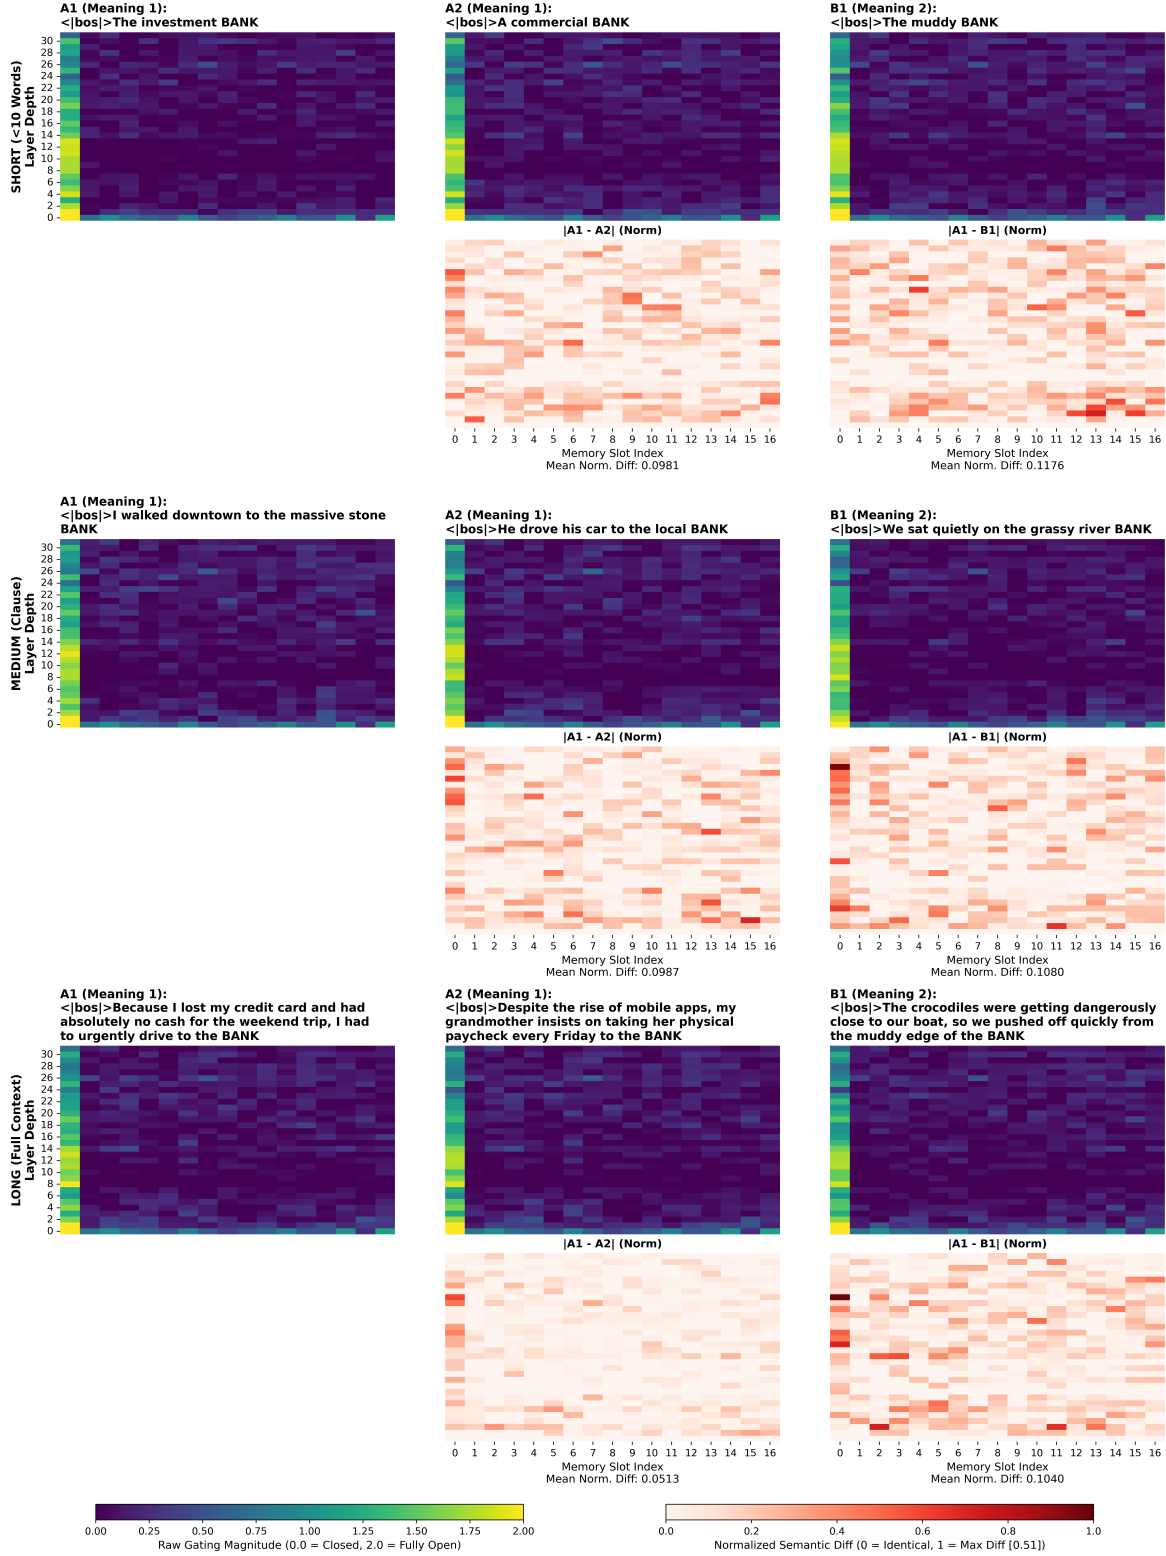 A1 (Meaning 1):
<|bos|>The investment BANK
A2 (Meaning 1):
<|bos|>A commercial BANK
B1 (Meaning 2):
<|bos|>The muddy BANK
SHORT (<10 Words)
Layer Depth
30
28
26
24
22
20
18
16
14
12
10
8
6
4
2
0
|A1 - A2| (Norm)
|A1 - B1| (Norm)
0 1 2 3 4 5 6 7 8 9 10 11 12 13 14 15 16
Memory Slot Index
Mean Norm. Diff: 0.0981
0 1 2 3 4 5 6 7 8 9 10 11 12 13 14 15 16
Memory Slot Index
Mean Norm. Diff: 0.1176
A1 (Meaning 1):
<|bos|>I walked downtown to the massive stone
BANK
A2 (Meaning 1):
<|bos|>He drove his car to the local BANK
B1 (Meaning 2):
<|bos|>We sat quietly on the grassy river BANK
MEDIUM (Clause)
Layer Depth
30
28
26
24
22
20
18
16
14
12
10
8
6
4
2
0
|A1 - A2| (Norm)
|A1 - B1| (Norm)
0 1 2 3 4 5 6 7 8 9 10 11 12 13 14 15 16
Memory Slot Index
Mean Norm. Diff: 0.0987
0 1 2 3 4 5 6 7 8 9 10 11 12 13 14 15 16
Memory Slot Index
Mean Norm. Diff: 0.1080
A1 (Meaning 1):
<|bos|>Because I lost my credit card and had
absolutely no cash for the weekend trip, I had
to urgently drive to the BANK
A2 (Meaning 1):
<|bos|>Despite the rise of mobile apps, my
grandmother insists on taking her physical
paycheck every Friday to the BANK
B1 (Meaning 2):
<|bos|>The crocodiles were getting dangerously
close to our boat, so we pushed off quickly from
the muddy edge of the BANK
LONG (Full Context)
Layer Depth
30
28
26
24
22
20
18
16
14
12
10
8
6
4
2
0
|A1 - A2| (Norm)
|A1 - B1| (Norm)
0 1 2 3 4 5 6 7 8 9 10 11 12 13 14 15 16
Memory Slot Index
Mean Norm. Diff: 0.0513
0 1 2 3 4 5 6 7 8 9 10 11 12 13 14 15 16
Memory Slot Index
Mean Norm. Diff: 0.1040
0.00 0.25 0.50 0.75 1.00 1.25 1.50 1.75 2.00
Raw Gating Magnitude (0.0 = Closed, 2.0 = Fully Open)
0.0 0.2 0.4 0.6 0.8 1.0
Normalized Semantic Diff (0 = Identical, 1 = Max Diff [0.51])